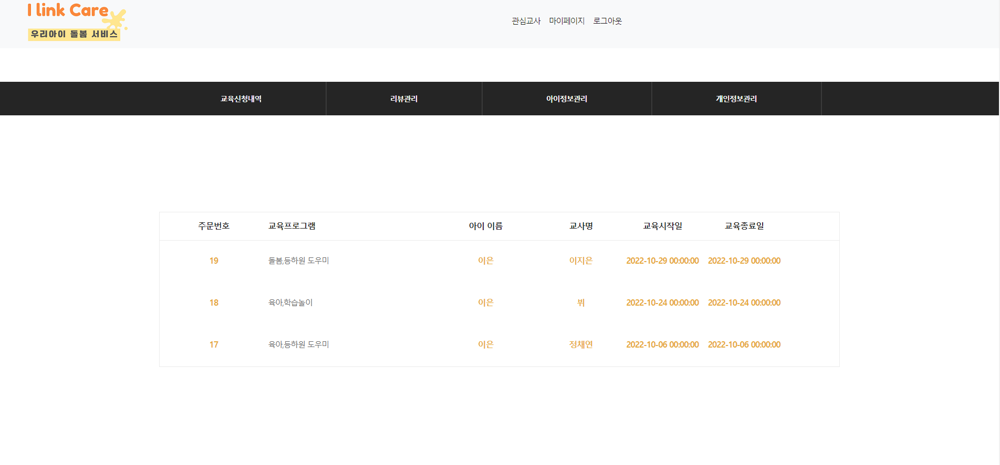 I link Care
우리아이 돌봄 서비스
관심교사 마이페이지 로그아웃
교육신청내역 리뷰관리 아이정보관리 개인정보관리
주문번호 교육프로그램 아이 이름 교사명 교육시작일 교육종료일
19 돌봄,등하원 도우미 이은 이지은 2022-10-29 00:00:00 2022-10-29 00:00:00
18 육아,학습놀이 이은 뷔 2022-10-24 00:00:00 2022-10-24 00:00:00
17 육아,등하원 도우미 이은 정채연 2022-10-06 00:00:00 2022-10-06 00:00:00